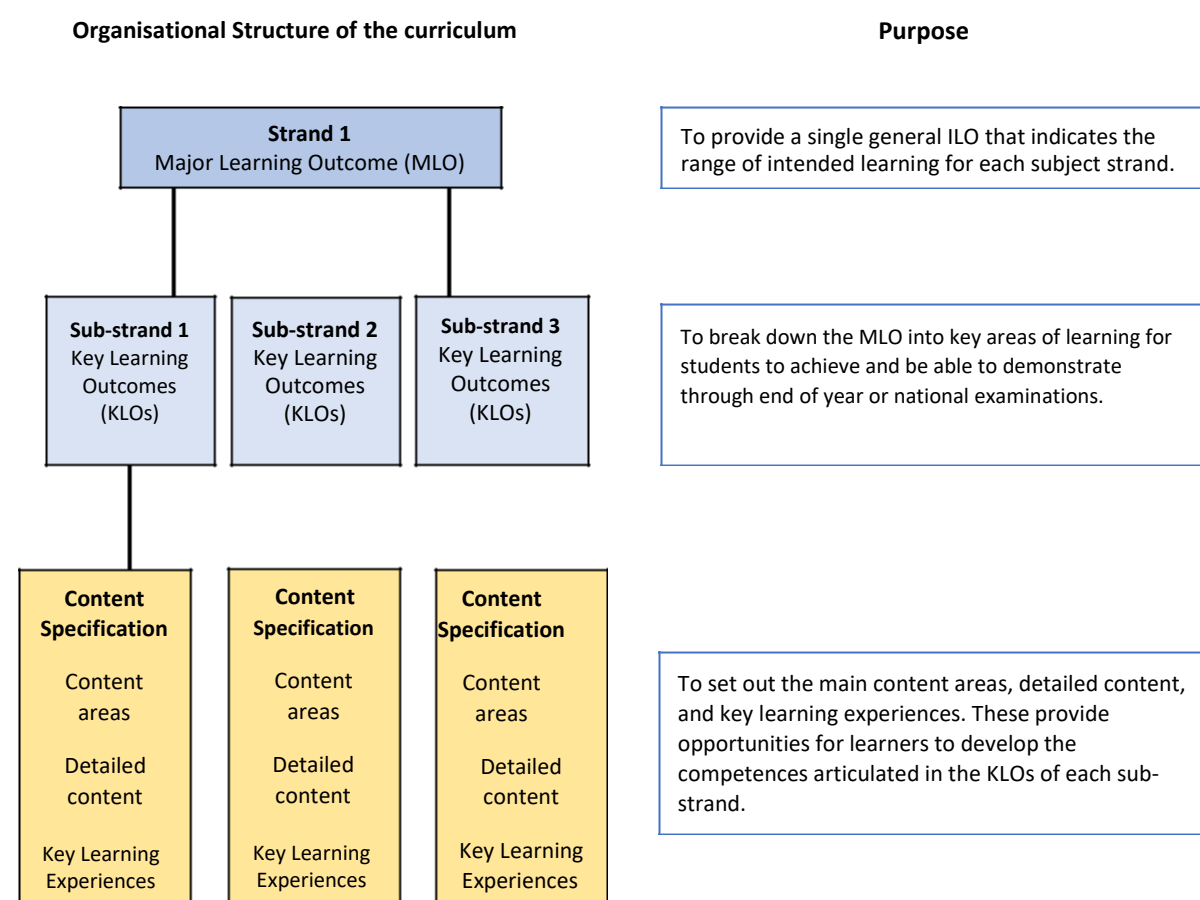 Organisational Structure of the curriculum
Purpose
Strand 1
Major Learning Outcome (MLO)
To provide a single general ILO that indicates the
range of intended learning for each subject strand.
Sub-strand 1
Key Learning
Outcomes
(KLOs)
Sub-strand 2
Key Learning
Outcomes
(KLOs)
Sub-strand 3
Key Learning
Outcomes
(KLOs)
To break down the MLO into key areas of learning for
students to achieve and be able to demonstrate
through end of year or national examinations.
Content
Specification
Content
areas
Detailed
content
Key Learning
Experiences
Content
Specification
Content
areas
Detailed
content
Key Learning
Experiences
Content
Specification
Content
areas
Detailed
content
Key Learning
Experiences
To set out the main content areas, detailed content,
and key learning experiences. These provide
opportunities for learners to develop the
competences articulated in the KLOs of each sub-
strand.